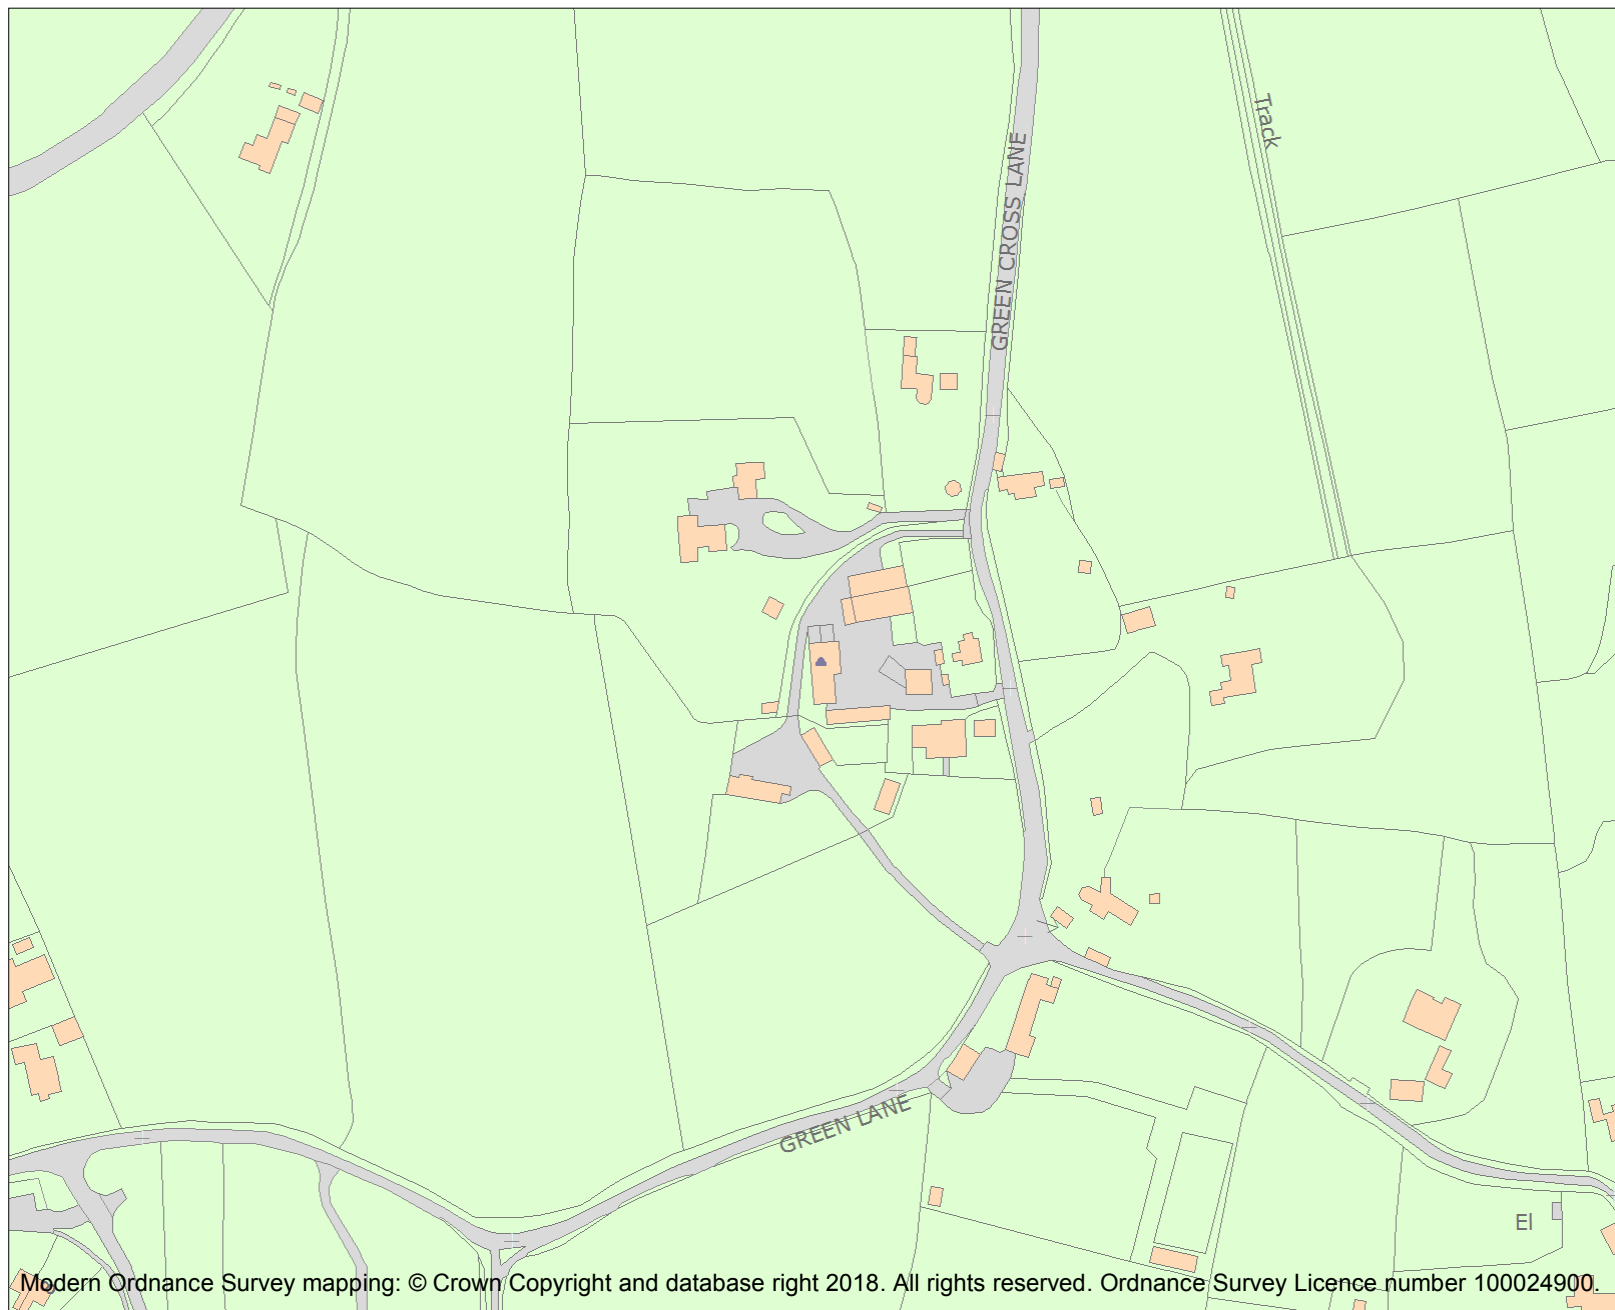 Track
GREEN CROSS LANE
GREEN LANE
El
Modern Ordnance Survey mapping: © Crown Copyright and database right 2018. All rights reserved. Ordnance Survey Licence number 100024900.